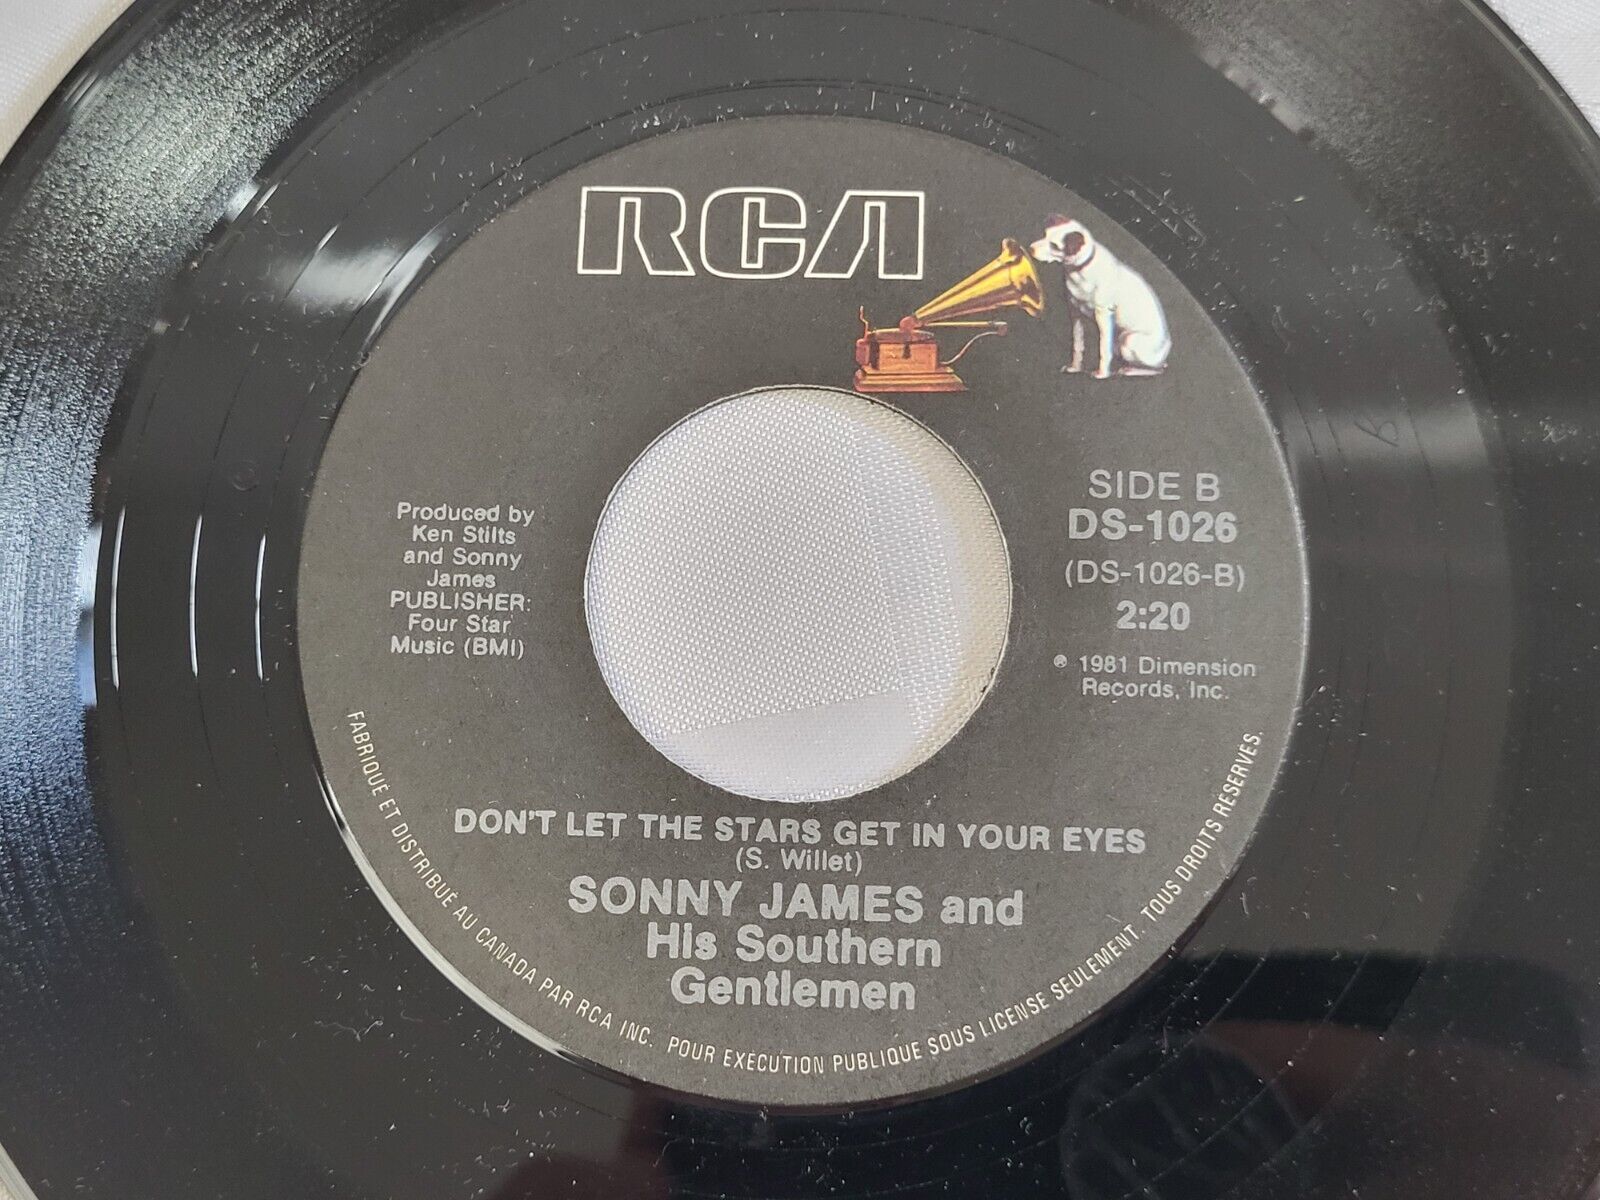 RCA
Produced by
Ken Stilts
and Sonny
James
PUBLISHER:
Four Star
Music (BMI)
SIDE B
DS-1026
(DS-1026-B)
2:20
℗ 1981 Dimension
Records, Inc.
DON'T LET THE STARS GET IN YOUR EYES
(S. Willet)
SONNY JAMES and
His Southern
Gentlemen
FABRIQUE ET DISTRIBUÉ AU CANADA PAR RCA INC. POUR EXECUTION PUBLIQUE SOUS LICENSE SEULEMENT. TOUS DROITS RESERVES.